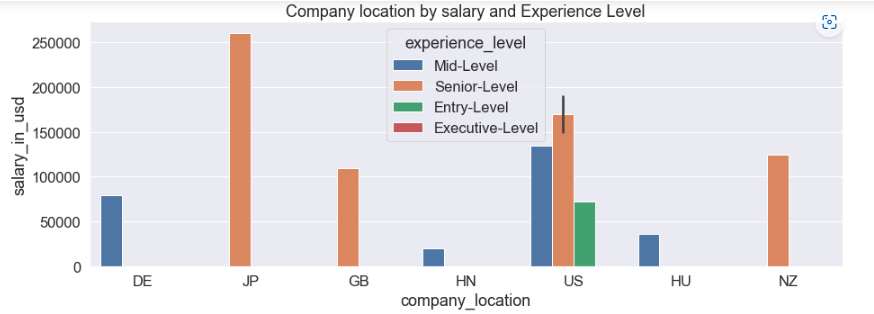 Company location by salary and Experience Level
experience_level
Mid-Level
Senior-Level
Entry-Level
Executive-Level
salary_in_usd
250000
200000
150000
100000
50000
0
DE JP GB HN US HU NZ
company_location